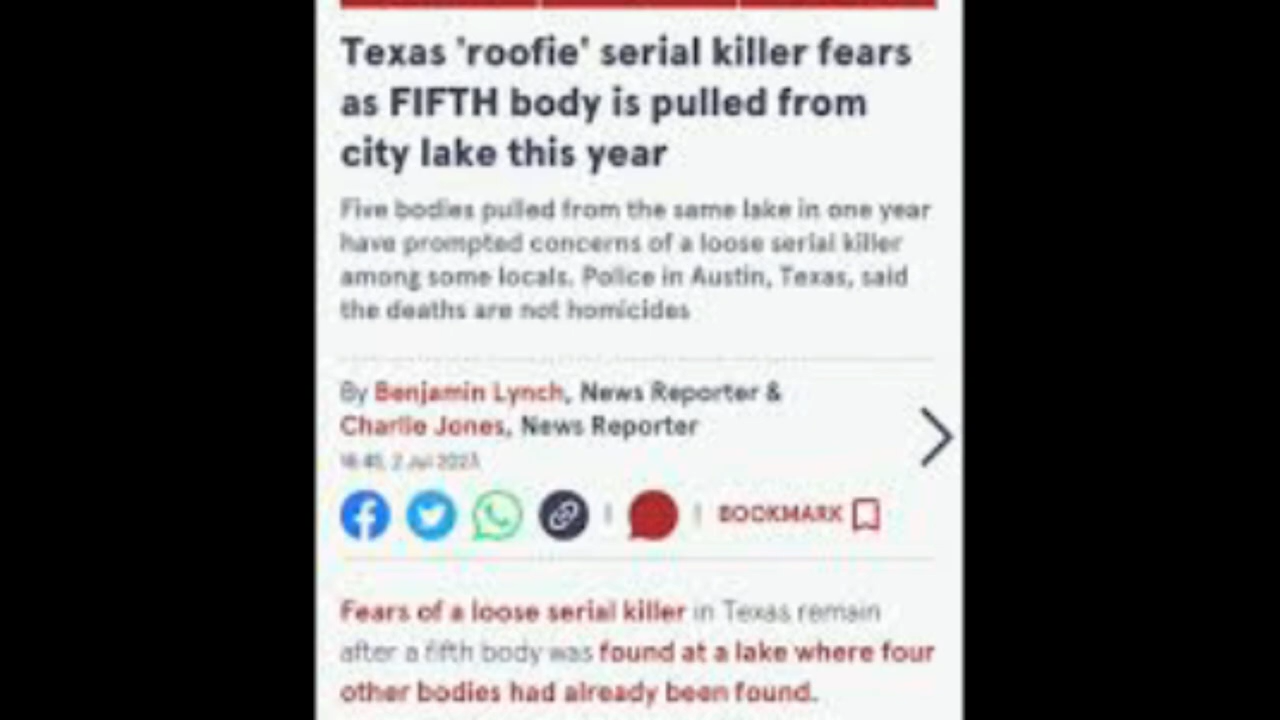 Texas 'roofie' serial killer fears
as FIFTH body is pulled from
city lake this year
Five bodies pulled from the same lake in one year
have prompted concerns of a loose serial killer
among some locals. Police in Austin, Texas, said
the deaths are not homicides
By Benjamin Lynch, News Reporter &
Charlie Jones, News Reporter
2 Jul
BOOKMARK
Fears of a loose serial killer in Texas remain
after a fifth body was found at a lake where four
other bodies had already been found.